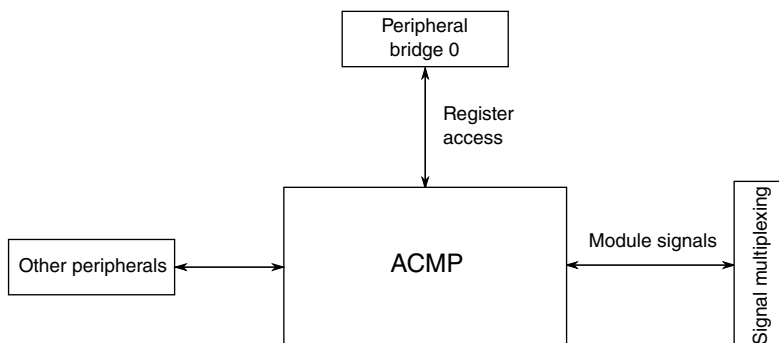 Peripheral
bridge 0
Register
access
Other peripherals
ACMP
Module signals
Signal multiplexing